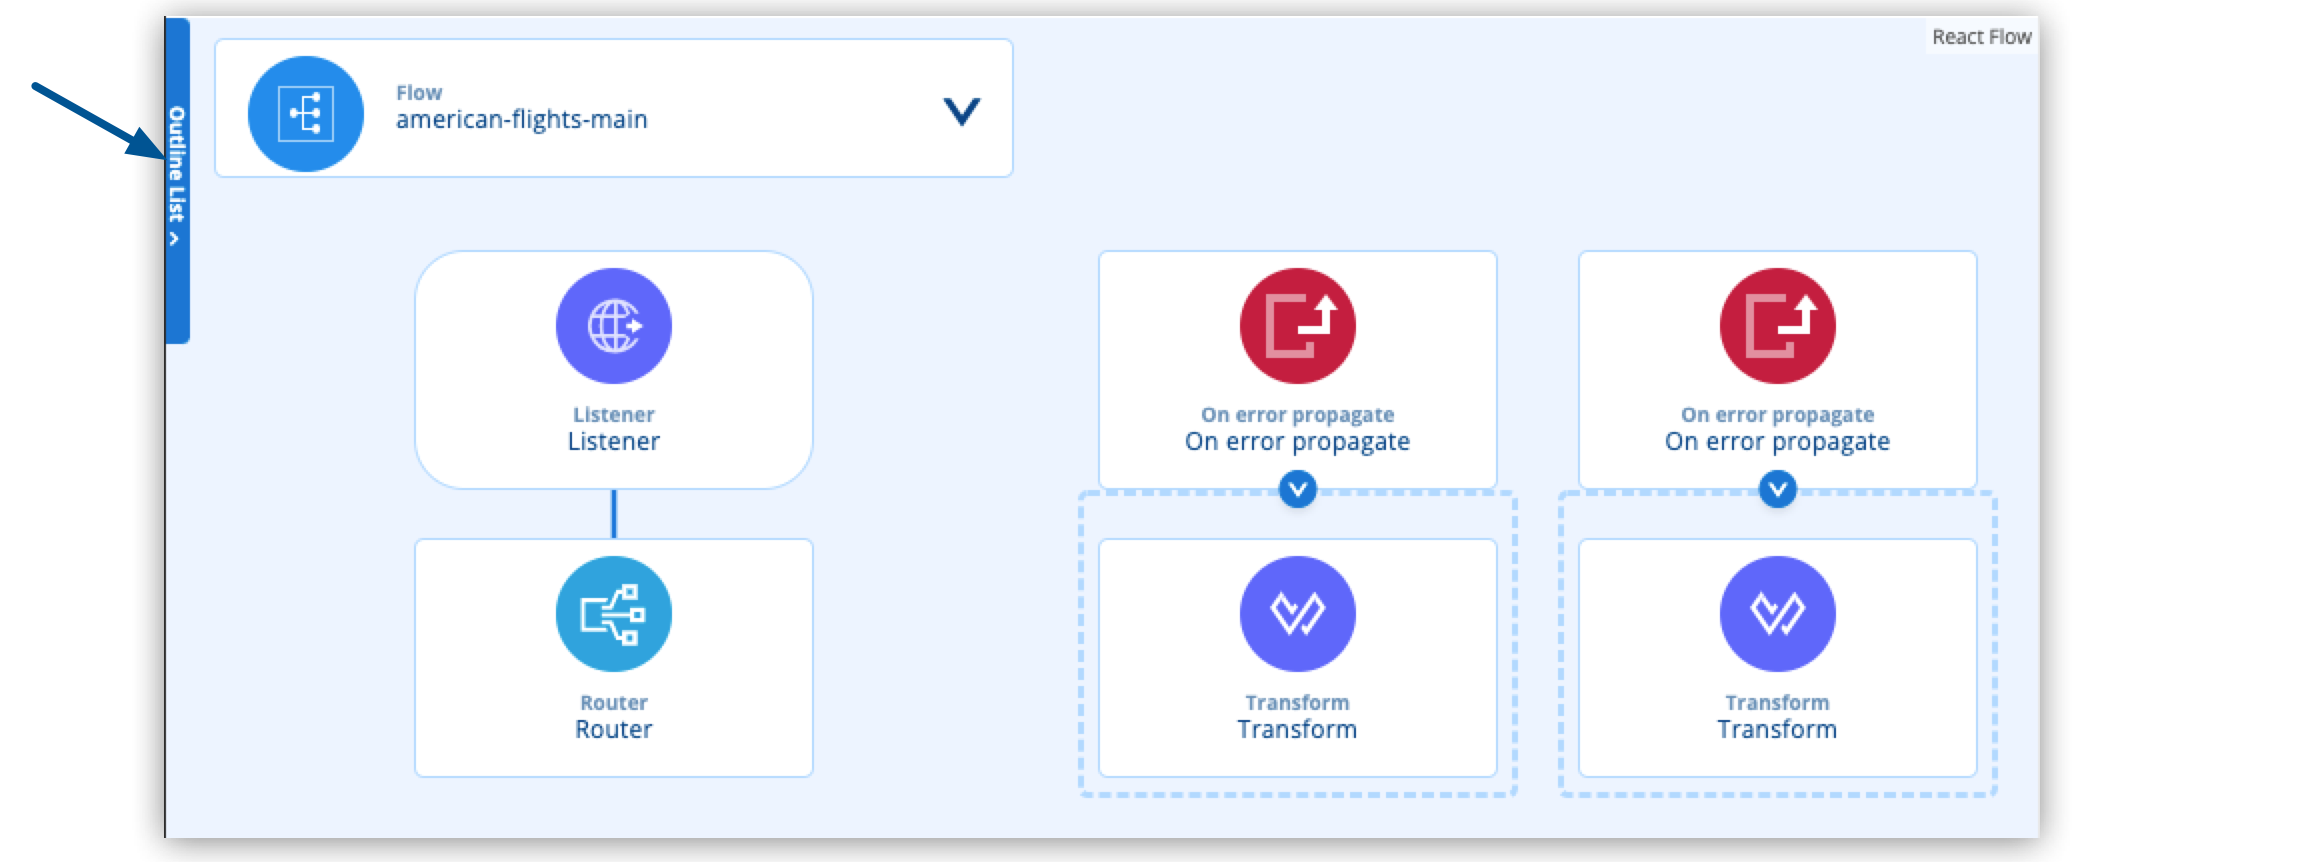 React Flow
Outline List >
Flow
american-flights-main
Listener
Listener
On error propagate
On error propagate
On error propagate
On error propagate
Router
Router
Transform
Transform
Transform
Transform